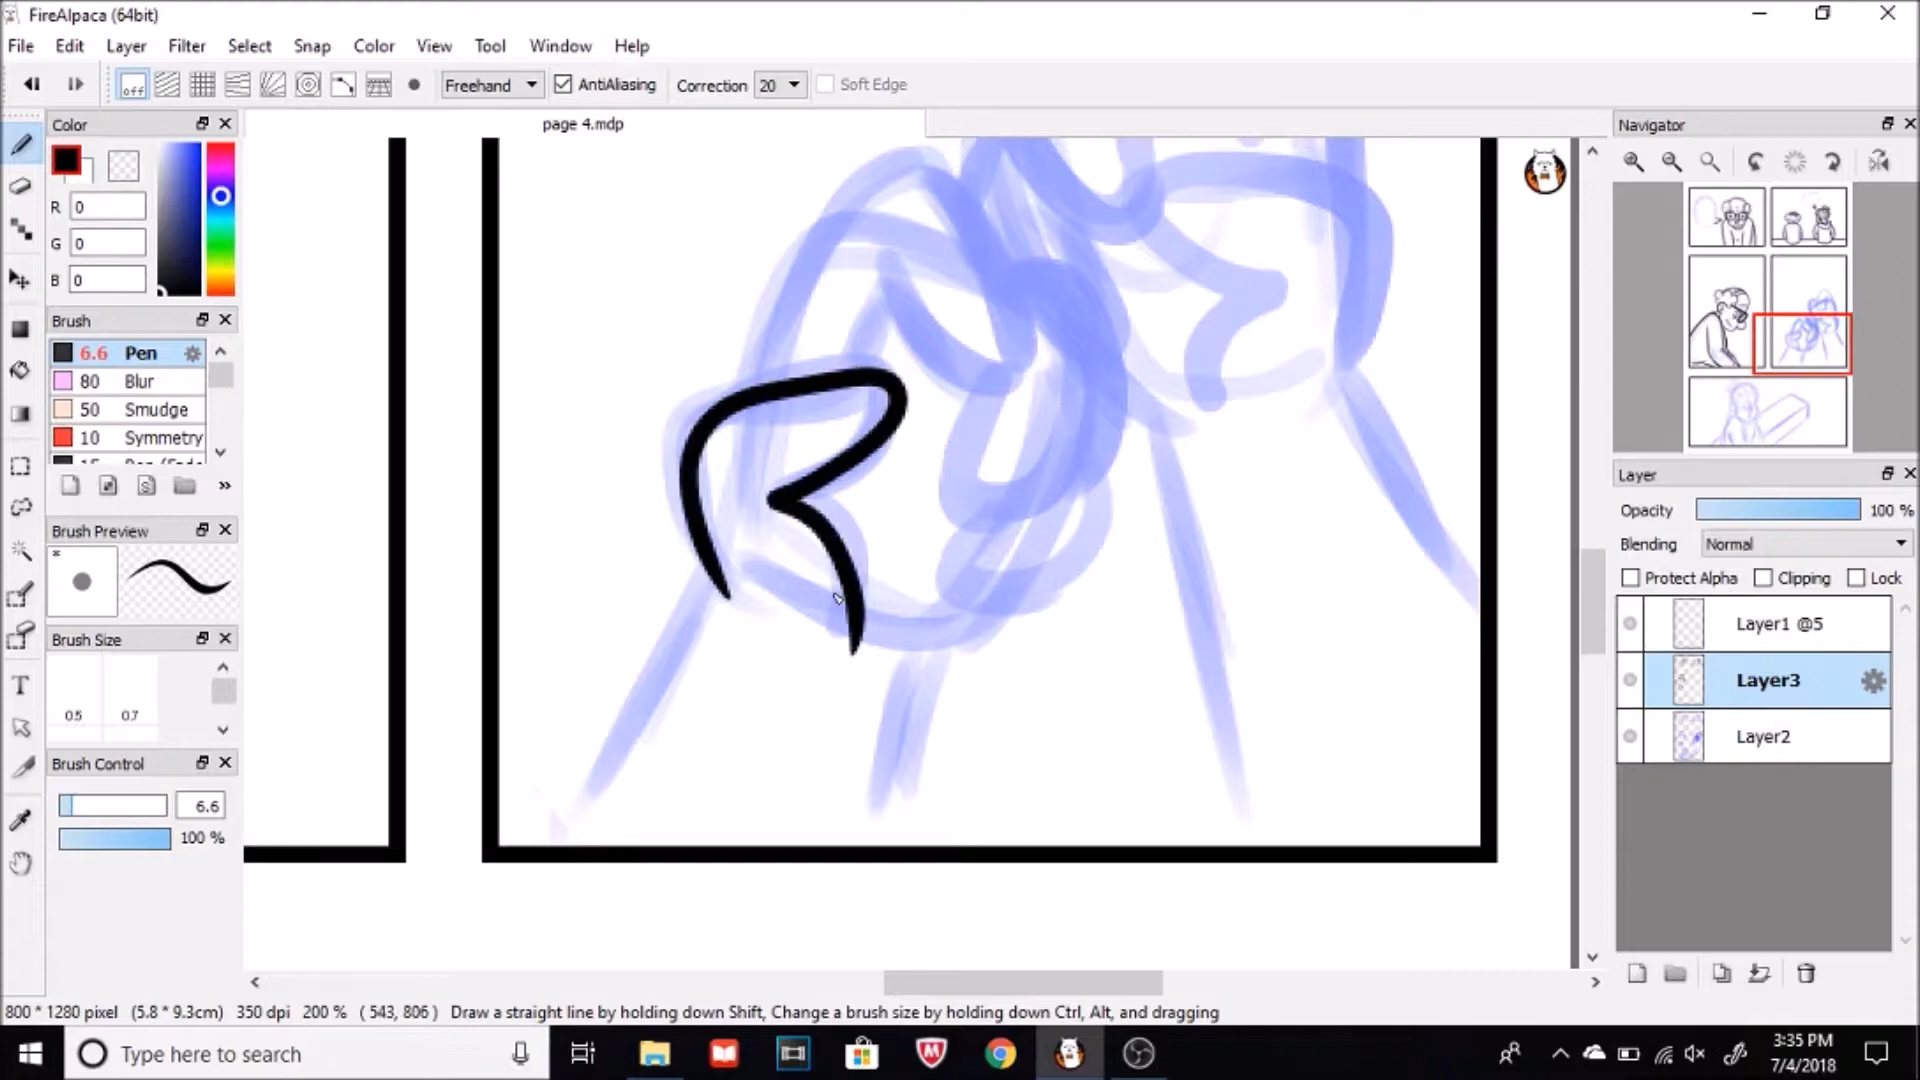 FireAlpaca (64bit)
File Edit Layer Filter Select Snap Color View Tool Window Help
off Freehand AntiAliasing Correction 20 Soft Edge
Color
page 4.mdp
Navigator
R 0
G 0
B 0
Brush
6.6 Pen
80 Blur
50 Smudge
10 Symmetry
Brush Preview
Brush Size
0.5 0.7
Brush Control
6.6
100 %
Layer
Opacity 100 %
Blending Normal
Protect Alpha Clipping Lock
Layer1 @5
Layer3
Layer2
800 * 1280 pixel (5.8 * 9.3cm) 350 dpi 200 % ( 543, 806 ) Draw a straight line by holding down Shift, Change a brush size by holding down Ctrl, Alt, and dragging
Type here to search
3:35 PM
7/4/2018